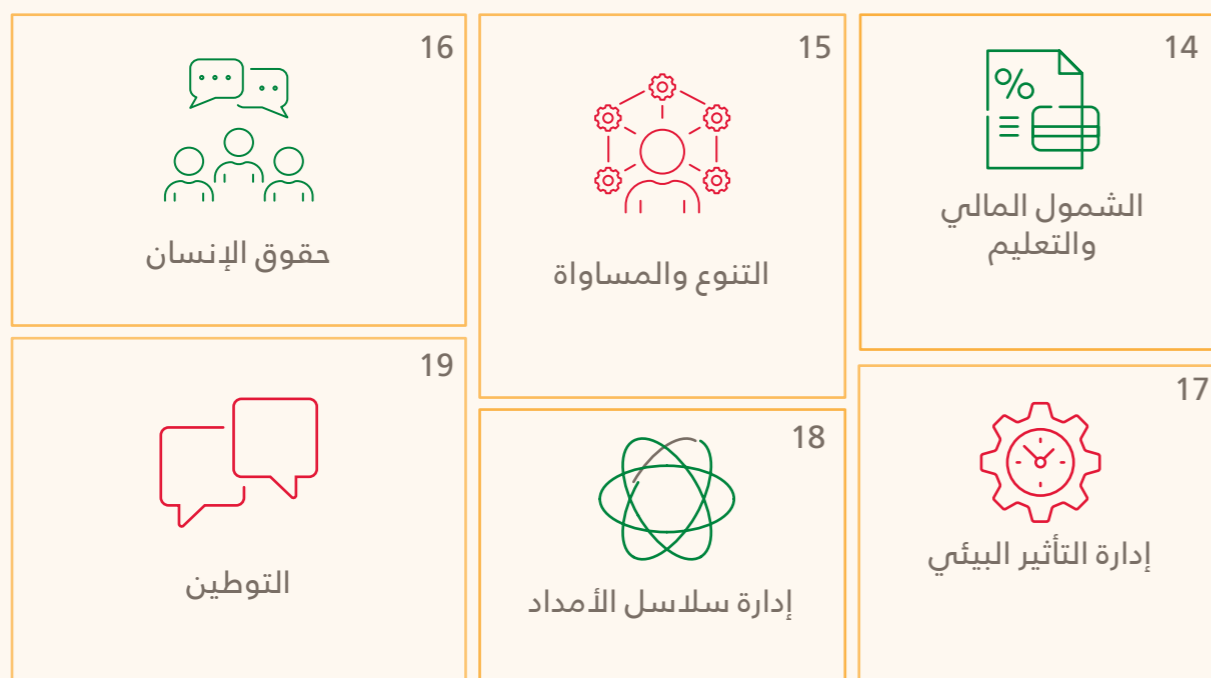 14
%
الشمول المالي
والتعليم
15
التنوع والمساواة
16
حقوق الإنسان
17
إدارة التأثير البيئي
18
إدارة سلاسل الأمداد
19
التوطين